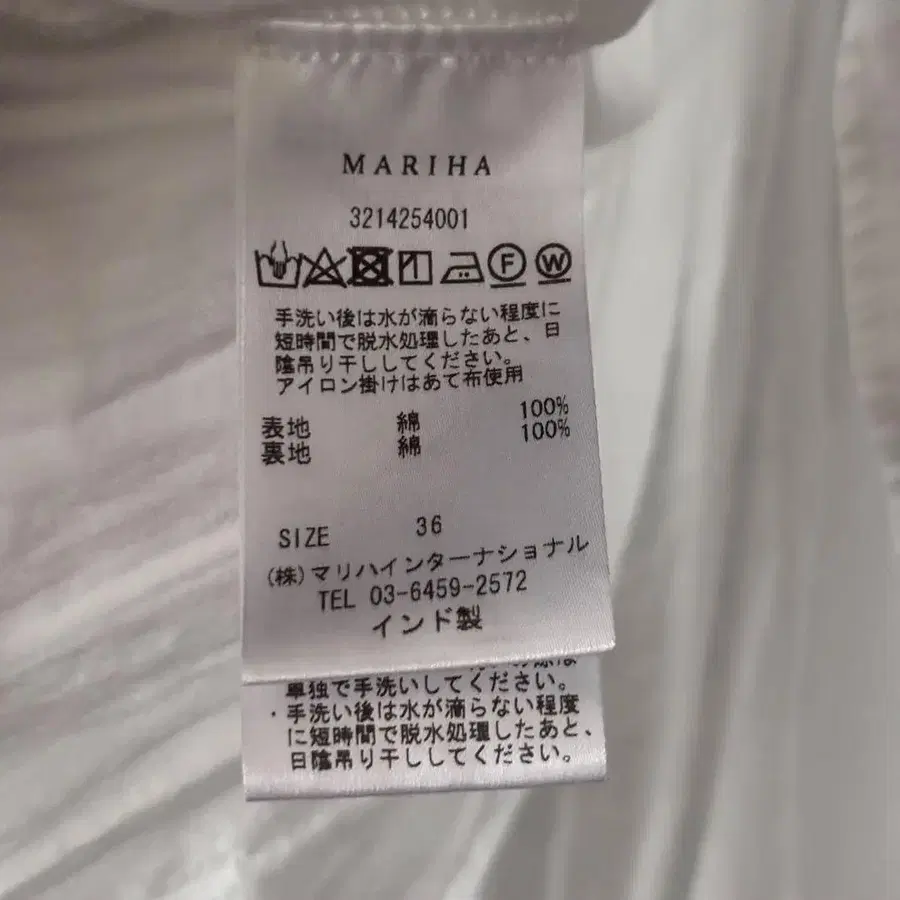 MARIHA
3214254001
F W
手洗い後は水が滴らない程度に
短時間で脱水処理したあと、日
陰吊り干ししてください。
アイロン掛けはあて布使用
表地 綿 100%
裏地 綿 100%
SIZE 36
(株)マリハインターナショナル
TEL 03-6459-2572
インド製
単独で手洗いしてください。
・手洗い後は水が滴らない程度
に短時間で脱水処理したあと、
日陰吊り干ししてください。